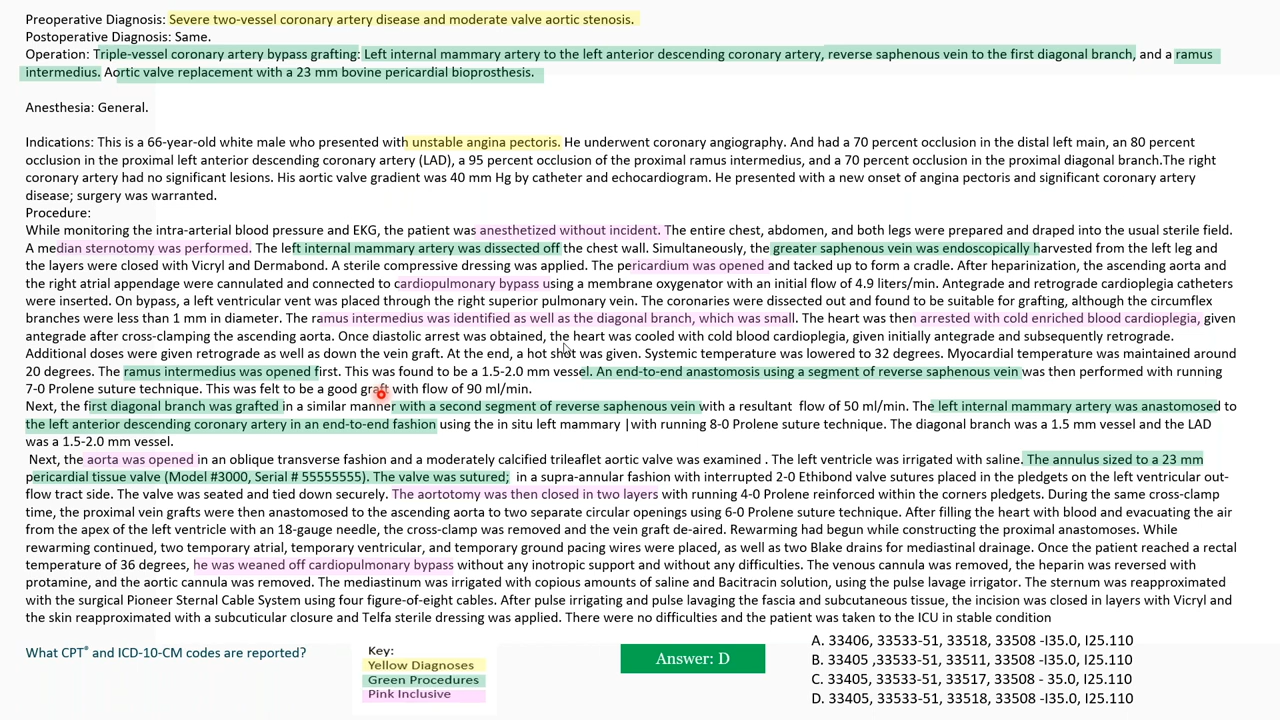 Preoperative Diagnosis: Severe two-vessel coronary artery disease and moderate valve aortic stenosis.
Postoperative Diagnosis: Same.
Operation: Triple-vessel coronary artery bypass grafting: Left internal mammary artery to the left anterior descending coronary artery, reverse saphenous vein to the first diagonal branch, and a ramus
intermedius. Aortic valve replacement with a 23 mm bovine pericardial bioprosthesis.
Anesthesia: General.
Indications: This is a 66-year-old white male who presented with unstable angina pectoris. He underwent coronary angiography. And had a 70 percent occlusion in the distal left main, an 80 percent
occlusion in the proximal left anterior descending coronary artery (LAD), a 95 percent occlusion of the proximal ramus intermedius, and a 70 percent occlusion in the proximal diagonal branch.The right
coronary artery had no significant lesions. His aortic valve gradient was 40 mm Hg by catheter and echocardiogram. He presented with a new onset of angina pectoris and significant coronary artery
disease; surgery was warranted.
Procedure:
While monitoring the intra-arterial blood pressure and EKG, the patient was anesthetized without incident. The entire chest, abdomen, and both legs were prepared and draped into the usual sterile field.
A median sternotomy was performed. The left internal mammary artery was dissected off the chest wall. Simultaneously, the greater saphenous vein was endoscopically harvested from the left leg and
the layers were closed with Vicryl and Dermabond. A sterile compressive dressing was applied. The pericardium was opened and tacked up to form a cradle. After heparinization, the ascending aorta and
the right atrial appendage were cannulated and connected to cardiopulmonary bypass using a membrane oxygenator with an initial flow of 4.9 liters/min. Antegrade and retrograde cardioplegia catheters
were inserted. On bypass, a left ventricular vent was placed through the right superior pulmonary vein. The coronaries were dissected out and found to be suitable for grafting, although the circumflex
branches were less than 1 mm in diameter. The ramus intermedius was identified as well as the diagonal branch, which was small. The heart was then arrested with cold enriched blood cardioplegia, given
antegrade after cross-clamping the ascending aorta. Once diastolic arrest was obtained, the heart was cooled with cold blood cardioplegia, given initially antegrade and subsequently retrograde.
Additional doses were given retrograde as well as down the vein graft. At the end, a hot shot was given. Systemic temperature was lowered to 32 degrees. Myocardial temperature was maintained around
20 degrees. The ramus intermedius was opened first. This was found to be a 1.5-2.0 mm vessel. An end-to-end anastomosis using a segment of reverse saphenous vein was then performed with running
7-0 Prolene suture technique. This was felt to be a good graft with flow of 90 ml/min.
Next, the first diagonal branch was grafted in a similar manner with a second segment of reverse saphenous vein with a resultant flow of 50 ml/min. The left internal mammary artery was anastomosed to
the left anterior descending coronary artery in an end-to-end fashion using the in situ left mammary |with running 8-0 Prolene suture technique. The diagonal branch was a 1.5 mm vessel and the LAD
was a 1.5-2.0 mm vessel.
Next, the aorta was opened in an oblique transverse fashion and a moderately calcified trileaflet aortic valve was examined . The left ventricle was irrigated with saline. The annulus sized to a 23 mm
pericardial tissue valve (Model #3000, Serial # 55555555). The valve was sutured; in a supra-annular fashion with interrupted 2-0 Ethibond valve sutures placed in the pledgets on the left ventricular out-
flow tract side. The valve was seated and tied down securely. The aortotomy was then closed in two layers with running 4-0 Prolene reinforced within the corners pledgets. During the same cross-clamp
time, the proximal vein grafts were then anastomosed to the ascending aorta to two separate circular openings using 6-0 Prolene suture technique. After filling the heart with blood and evacuating the air
from the apex of the left ventricle with an 18-gauge needle, the cross-clamp was removed and the vein graft de-aired. Rewarming had begun while constructing the proximal anastomoses. While
rewarming continued, two temporary atrial, temporary ventricular, and temporary ground pacing wires were placed, as well as two Blake drains for mediastinal drainage. Once the patient reached a rectal
temperature of 36 degrees, he was weaned off cardiopulmonary bypass without any inotropic support and without any difficulties. The venous cannula was removed, the heparin was reversed with
protamine, and the aortic cannula was removed. The mediastinum was irrigated with copious amounts of saline and Bacitracin solution, using the pulse lavage irrigator. The sternum was reapproximated
with the surgical Pioneer Sternal Cable System using four figure-of-eight cables. After pulse irrigating and pulse lavaging the fascia and subcutaneous tissue, the incision was closed in layers with Vicryl and
the skin reapproximated with a subcuticular closure and Telfa sterile dressing was applied. There were no difficulties and the patient was taken to the ICU in stable condition
What CPT® and ICD-10-CM codes are reported?
Key:
Yellow Diagnoses
Green Procedures
Pink Inclusive
Answer: D
A. 33406, 33533-51, 33518, 33508 -I35.0, I25.110
B. 33405 ,33533-51, 33511, 33508 -I35.0, I25.110
C. 33405, 33533-51, 33517, 33508 - 35.0, I25.110
D. 33405, 33533-51, 33518, 33508 -I35.0, I25.110